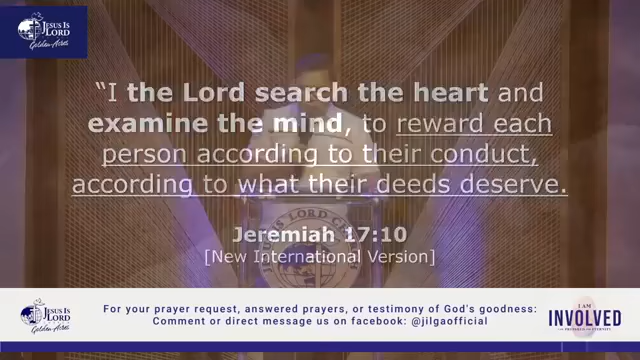 JESUS IS
LORD
Golden-Acres
“I the Lord search the heart and
examine the mind, to reward each
person according to their conduct,
according to what their deeds deserve.
Jeremiah 17:10
[New International Version]
JESUS IS
LORD
Golden-Acres
For your prayer request, answered prayers, or testimony of God's goodness:
Comment or direct message us on facebook: @jilgaofficial
I AM
INVOLVED